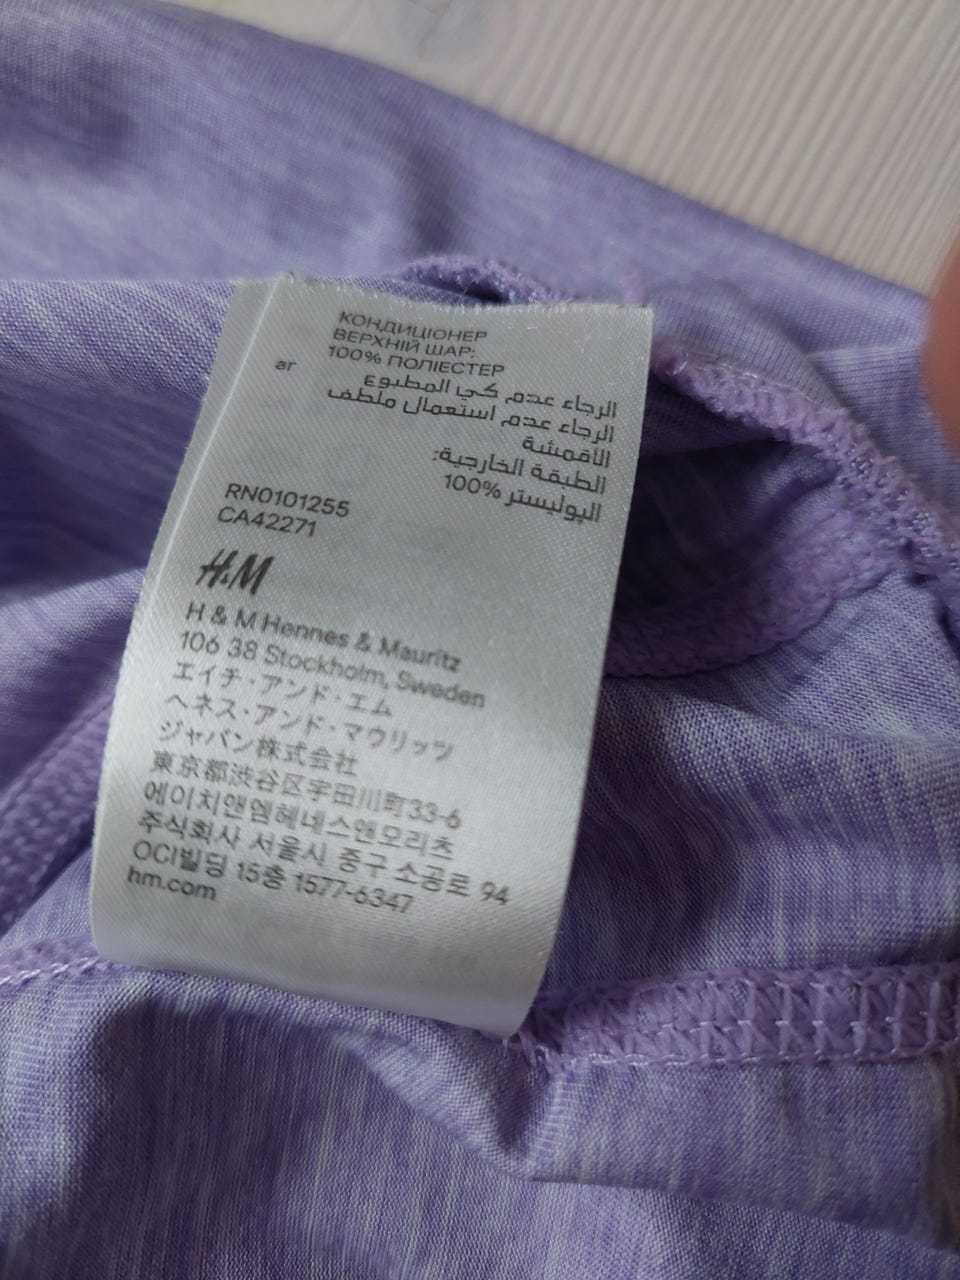 КОНДИЦІОНЕР
ВЕРХНІЙ ШАР:
100% ПОЛІЕСТЕР
ar
الرجاء عدم كي المطبوع
الرجاء عدم استعمال ملطف
الأقمشة
الطبقة الخارجية:
100% البوليستر
RN0101255
CA42271
H&M
H & M Hennes & Mauritz
106 38 Stockholm, Sweden
エイチ・アンド・エム
ヘネス・アンド・マウリッツ
ジャパン株式会社
東京都渋谷区宇田川町33-6
에이치앤엠헤네스앤모리츠
주식회사 서울시 중구 소공로 94
OCI빌딩 15층 1577-6347
hm.com